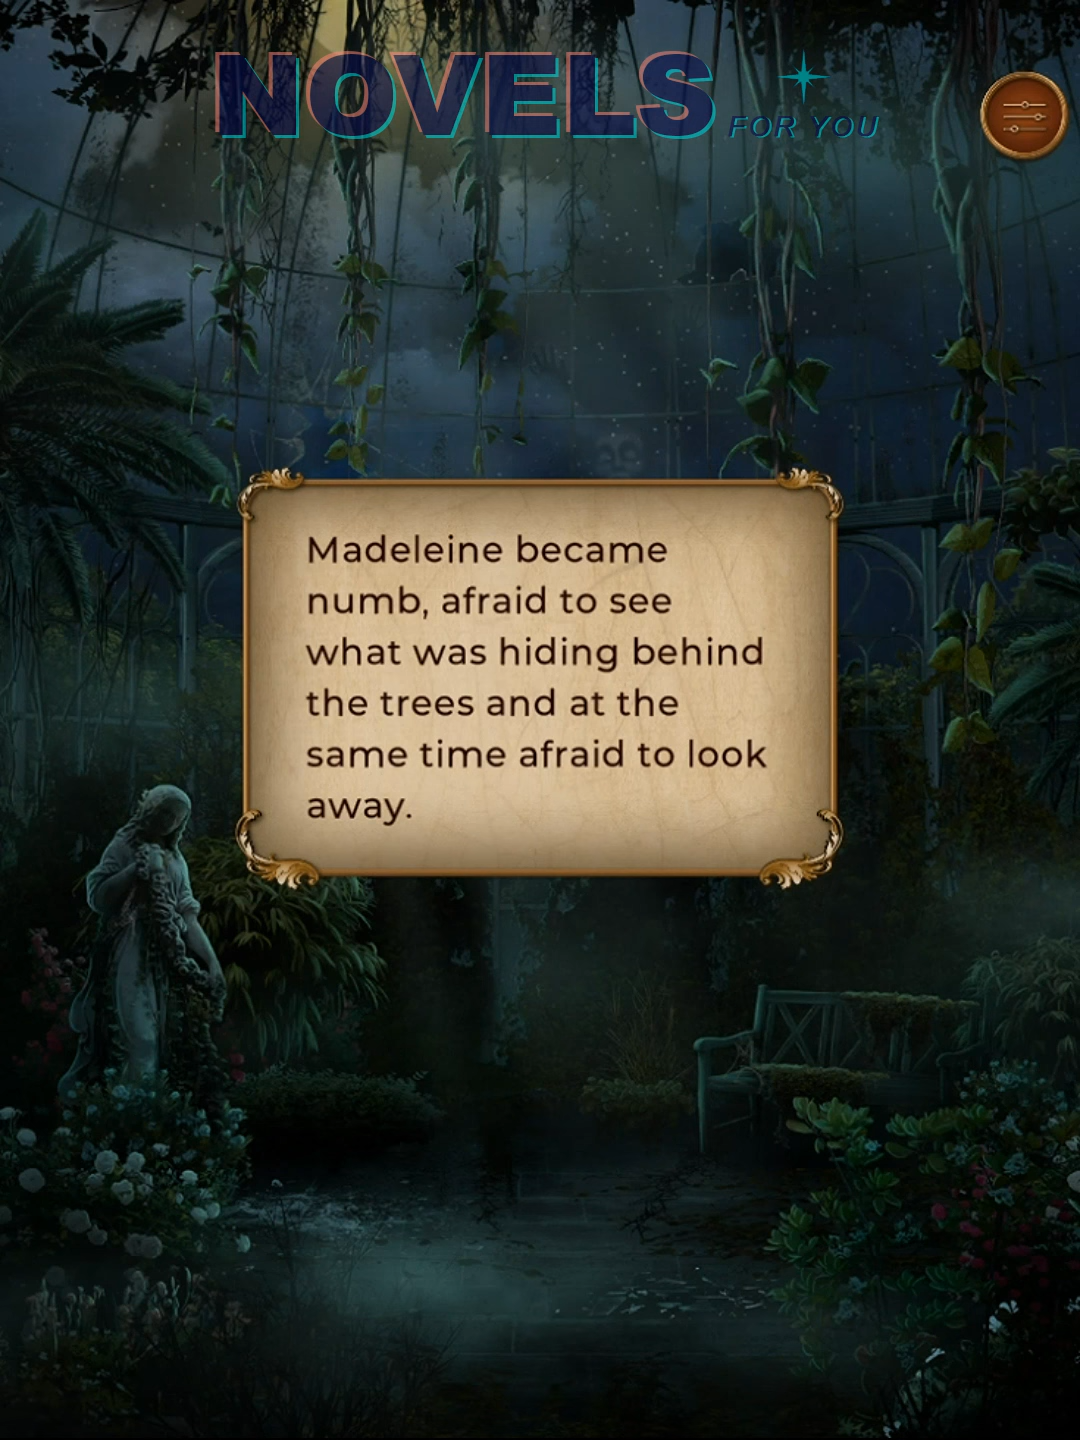 NOVELS
FOR YOU
Madeleine became
numb, afraid to see
what was hiding behind
the trees and at the
same time afraid to look
away.